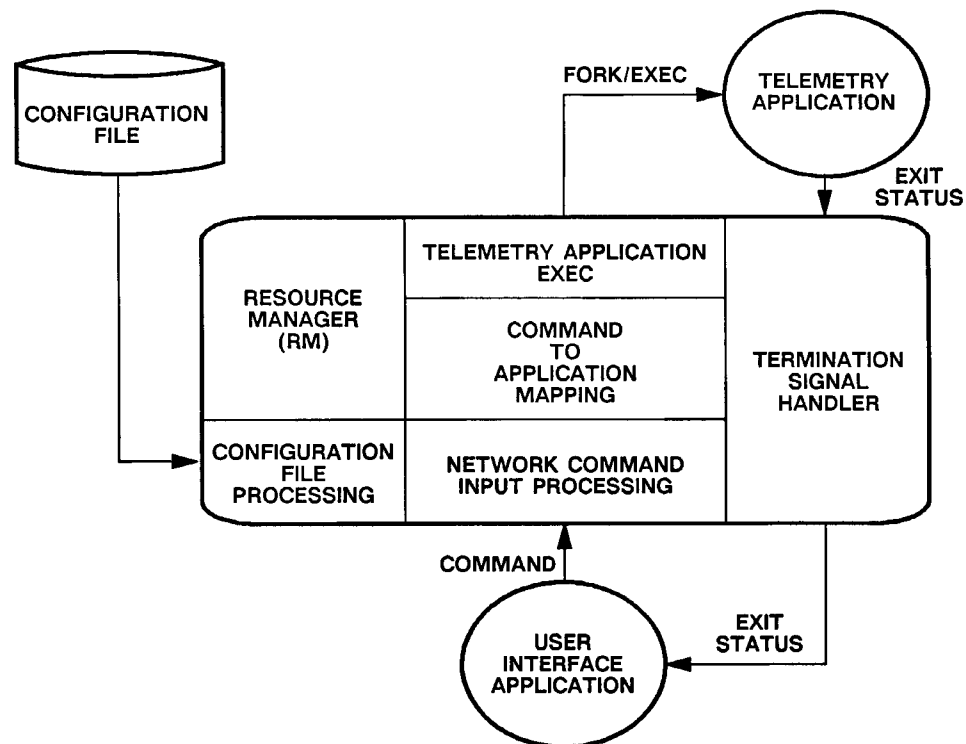 FORK/EXEC
TELEMETRY
APPLICATION
CONFIGURATION
FILE
EXIT
STATUS
RESOURCE
MANAGER
(RM)
TELEMETRY APPLICATION
EXEC
COMMAND
TO
APPLICATION
MAPPING
TERMINATION
SIGNAL
HANDLER
CONFIGURATION
FILE
PROCESSING
NETWORK COMMAND
INPUT PROCESSING
COMMAND
USER
INTERFACE
APPLICATION
EXIT
STATUS